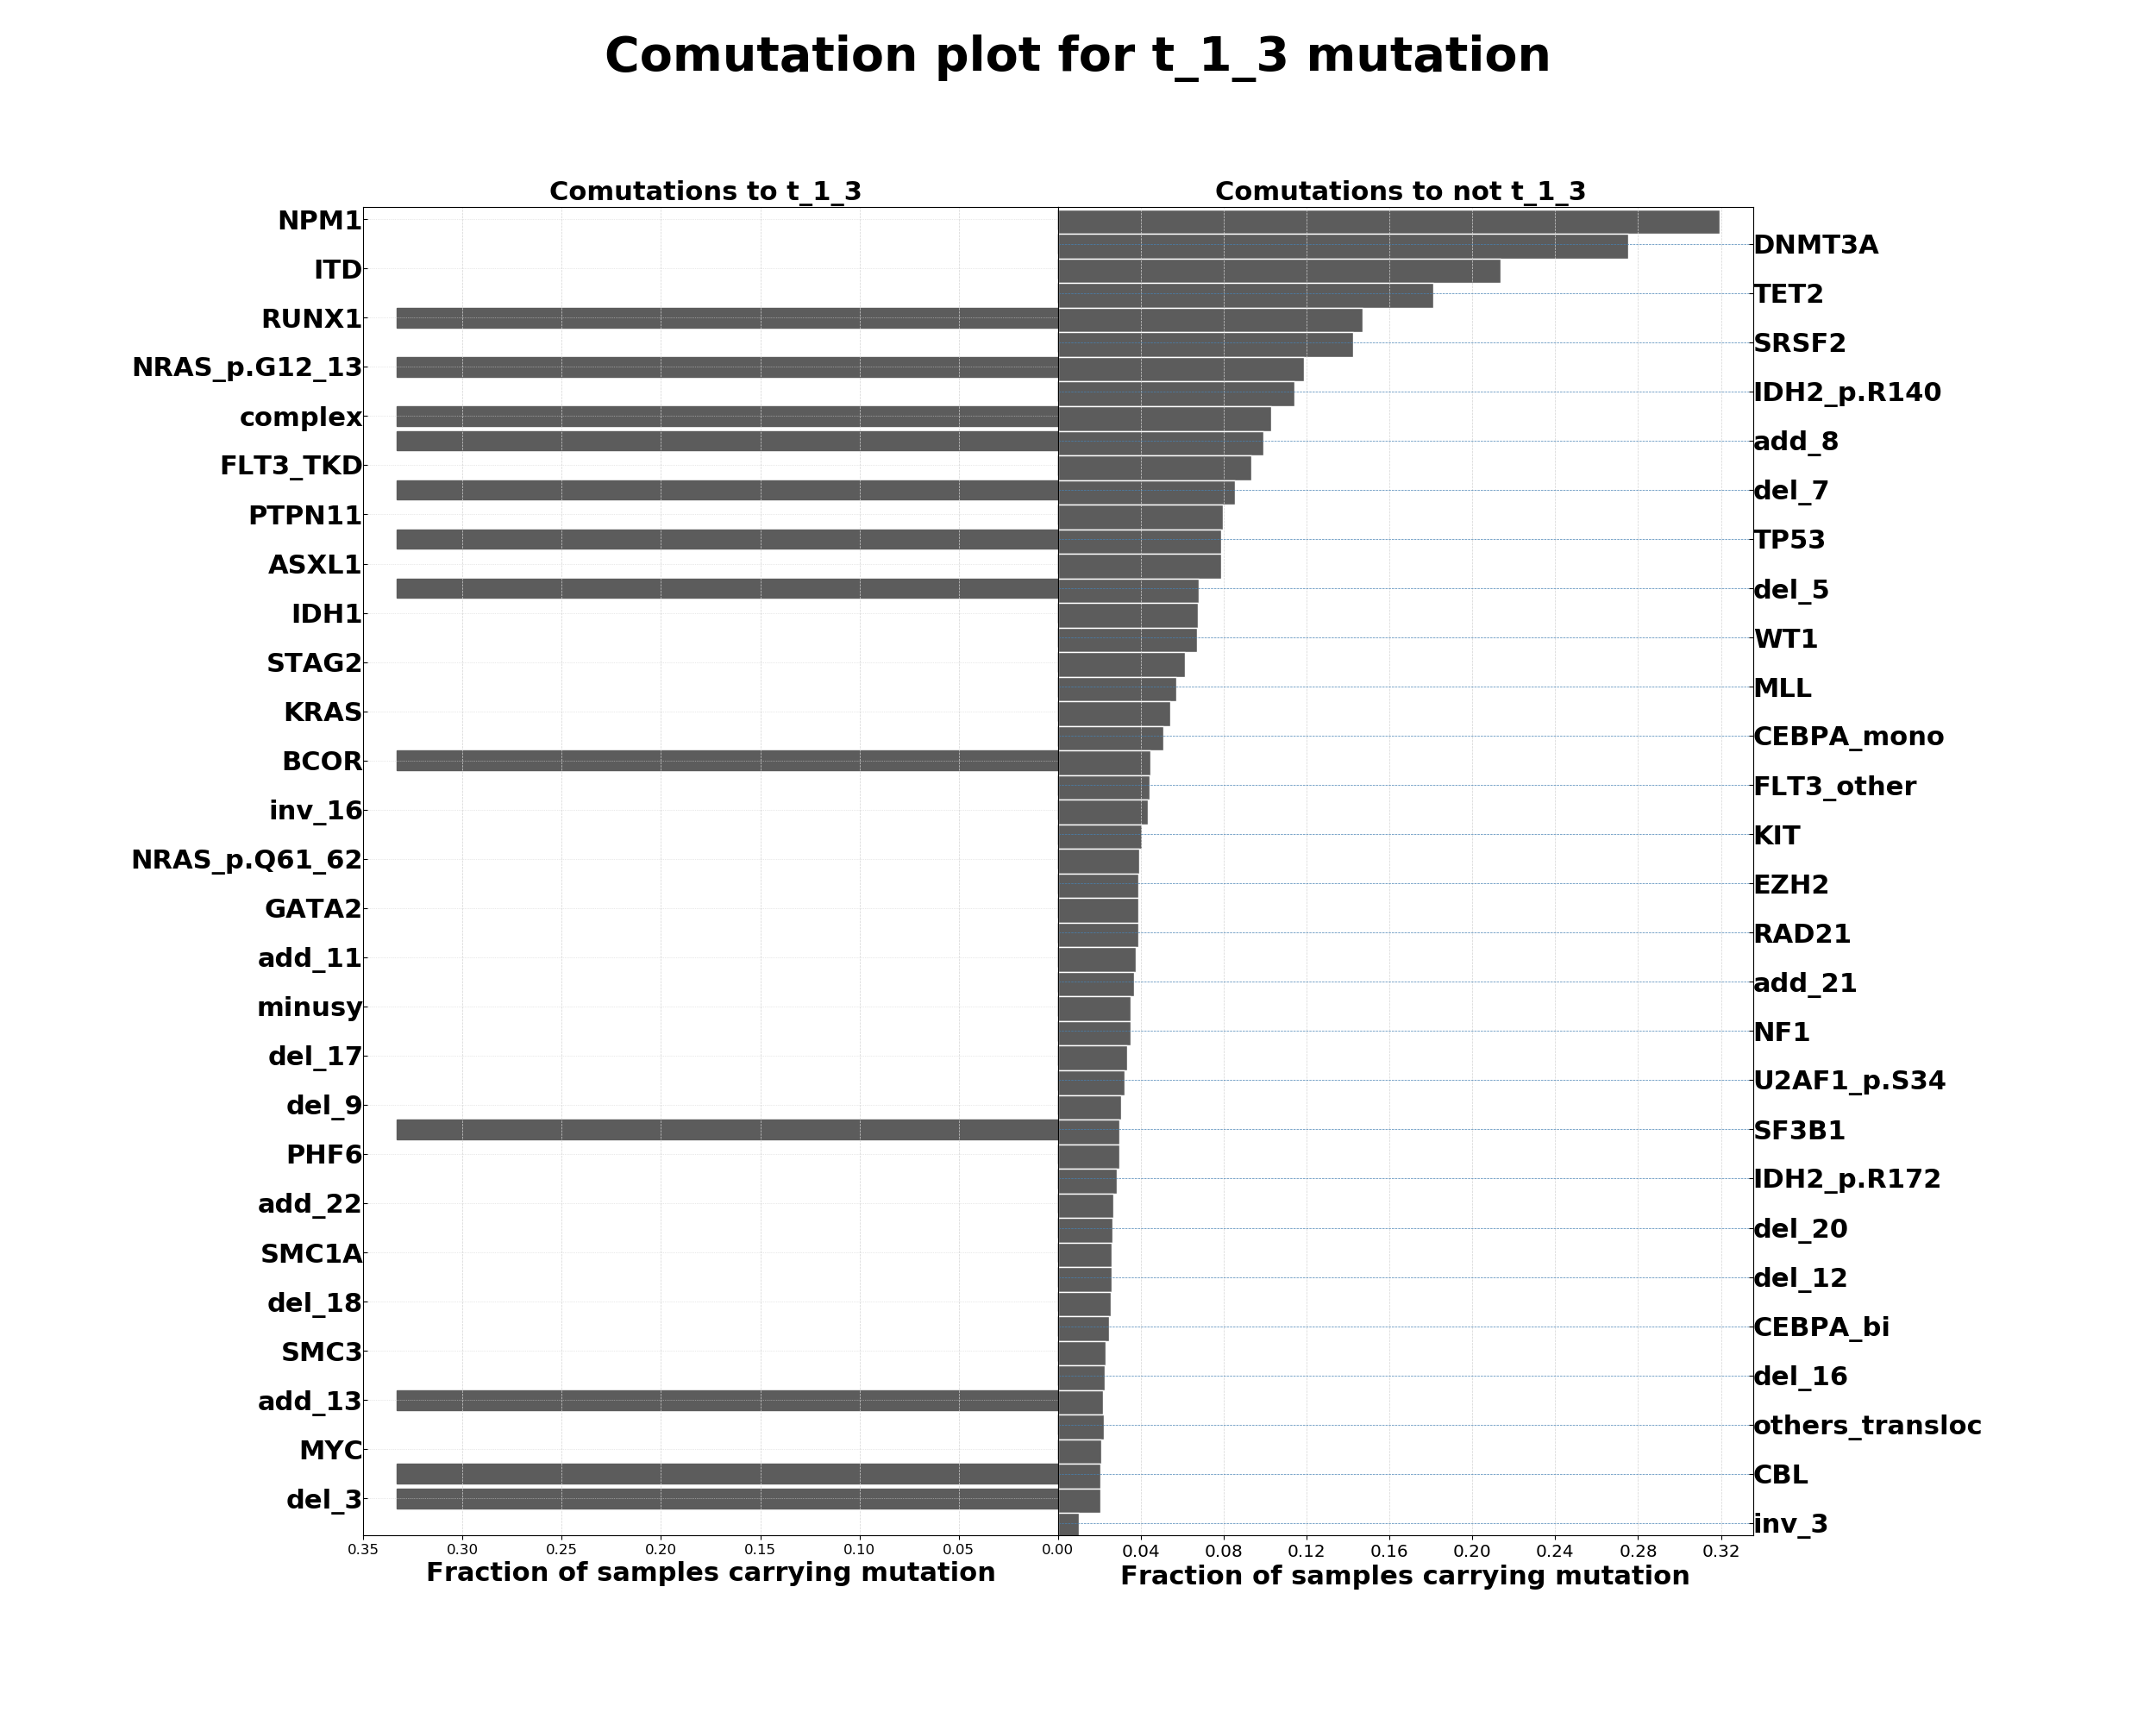 Comutation plot for t_1_3 mutation
Comutations to t_1_3
Comutations to not t_1_3
NPM1
DNMT3A
ITD
TET2
RUNX1
SRSF2
NRAS_p.G12_13
IDH2_p.R140
complex
add_8
FLT3_TKD
del_7
PTPN11
TP53
ASXL1
del_5
IDH1
WT1
STAG2
MLL
KRAS
CEBPA_mono
BCOR
FLT3_other
inv_16
KIT
NRAS_p.Q61_62
EZH2
GATA2
RAD21
add_11
add_21
minusy
NF1
del_17
U2AF1_p.S34
del_9
SF3B1
PHF6
IDH2_p.R172
add_22
del_20
SMC1A
del_12
del_18
CEBPA_bi
SMC3
del_16
add_13
others_transloc
MYC
CBL
del_3
inv_3
0.35 0.30 0.25 0.20 0.15 0.10 0.05 0.00 0.04 0.08 0.12 0.16 0.20 0.24 0.28 0.32
Fraction of samples carrying mutation
Fraction of samples carrying mutation